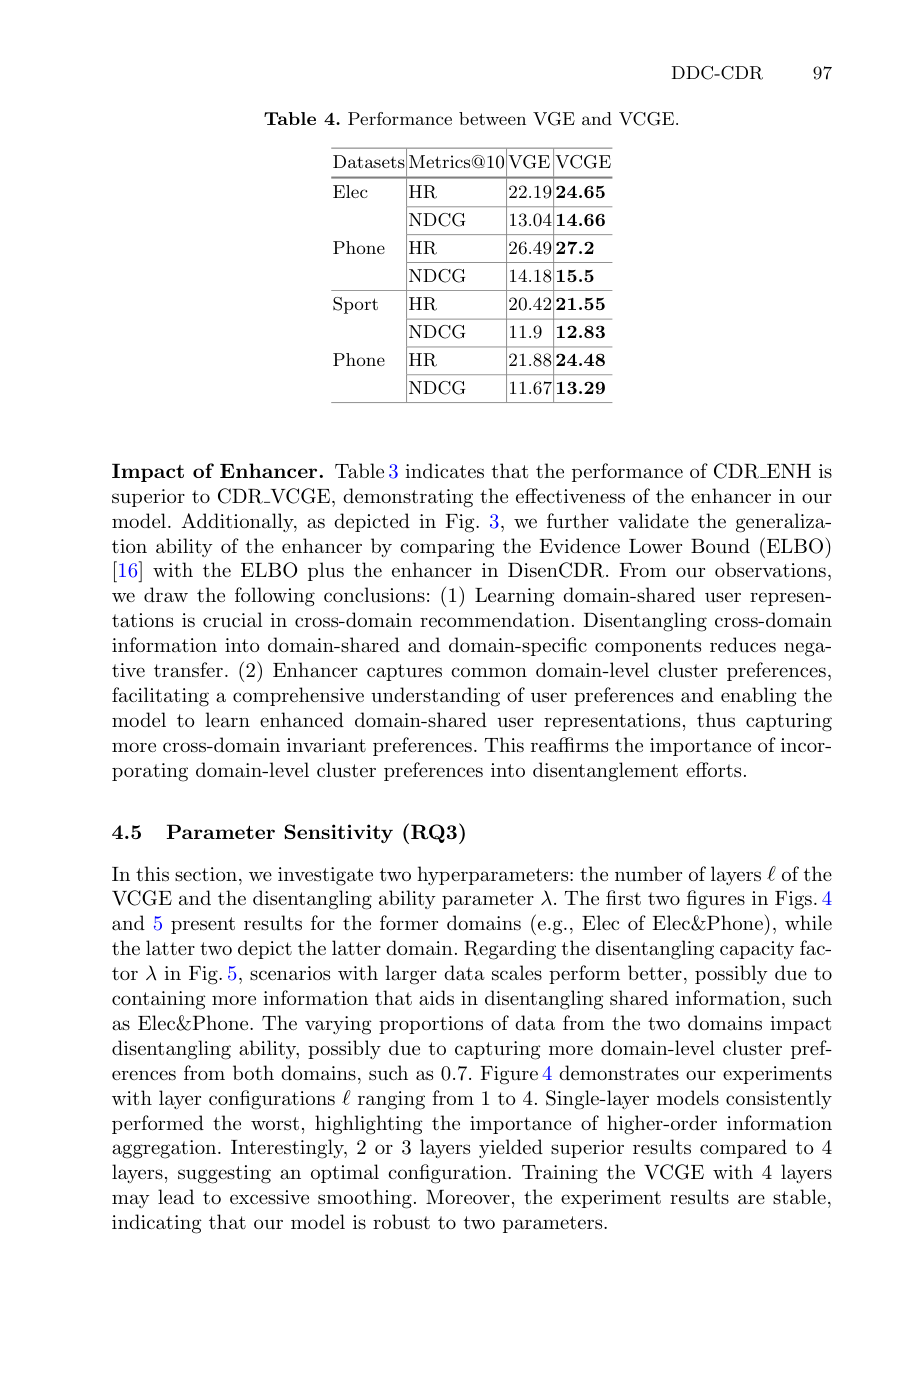 DDC-CDR 97
Table 4. Performance between VGE and VCGE.
Datasets Metrics@10 VGE VCGE
Elec HR 22.19 24.65
NDCG 13.04 14.66
Phone HR 26.49 27.2
NDCG 14.18 15.5
Sport HR 20.42 21.55
NDCG 11.9 12.83
Phone HR 21.88 24.48
NDCG 11.67 13.29
Impact of Enhancer. Table 3 indicates that the performance of CDR_ENH is
superior to CDR_VCGE, demonstrating the effectiveness of the enhancer in our
model. Additionally, as depicted in Fig. 3, we further validate the generaliza-
tion ability of the enhancer by comparing the Evidence Lower Bound (ELBO)
[16] with the ELBO plus the enhancer in DisenCDR. From our observations,
we draw the following conclusions: (1) Learning domain-shared user represen-
tations is crucial in cross-domain recommendation. Disentangling cross-domain
information into domain-shared and domain-specific components reduces nega-
tive transfer. (2) Enhancer captures common domain-level cluster preferences,
facilitating a comprehensive understanding of user preferences and enabling the
model to learn enhanced domain-shared user representations, thus capturing
more cross-domain invariant preferences. This reaffirms the importance of incor-
porating domain-level cluster preferences into disentanglement efforts.
4.5 Parameter Sensitivity (RQ3)
In this section, we investigate two hyperparameters: the number of layers ℓ of the
VCGE and the disentangling ability parameter λ. The first two figures in Figs. 4
and 5 present results for the former domains (e.g., Elec of Elec&Phone), while
the latter two depict the latter domain. Regarding the disentangling capacity fac-
tor λ in Fig. 5, scenarios with larger data scales perform better, possibly due to
containing more information that aids in disentangling shared information, such
as Elec&Phone. The varying proportions of data from the two domains impact
disentangling ability, possibly due to capturing more domain-level cluster pref-
erences from both domains, such as 0.7. Figure 4 demonstrates our experiments
with layer configurations ℓ ranging from 1 to 4. Single-layer models consistently
performed the worst, highlighting the importance of higher-order information
aggregation. Interestingly, 2 or 3 layers yielded superior results compared to 4
layers, suggesting an optimal configuration. Training the VCGE with 4 layers
may lead to excessive smoothing. Moreover, the experiment results are stable,
indicating that our model is robust to two parameters.